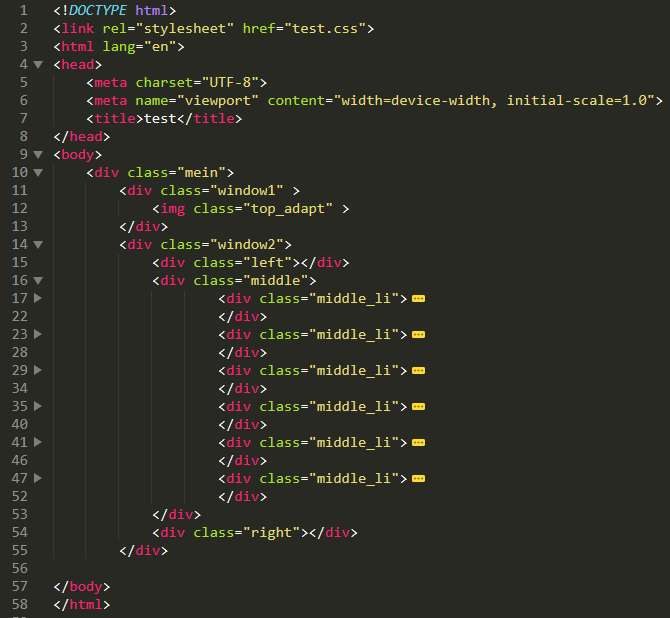 1 <!DOCTYPE html>
2 <link rel="stylesheet" href="test.css">
3 <html lang="en">
4 <head>
5     <meta charset="UTF-8">
6     <meta name="viewport" content="width=device-width, initial-scale=1.0">
7     <title>test</title>
8 </head>
9 <body>
10     <div class="mein">
11         <div class="window1" >
12             <img class="top_adapt" >
13         </div>
14         <div class="window2">
15             <div class="left"></div>
16             <div class="middle">
17                     <div class="middle_li">
22                     </div>
23                     <div class="middle_li">
28                     </div>
29                     <div class="middle_li">
34                     </div>
35                     <div class="middle_li">
40                     </div>
41                     <div class="middle_li">
46                     </div>
47                     <div class="middle_li">
52                     </div>
53             </div>
54             <div class="right"></div>
55         </div>
56
57 </body>
58 </html>